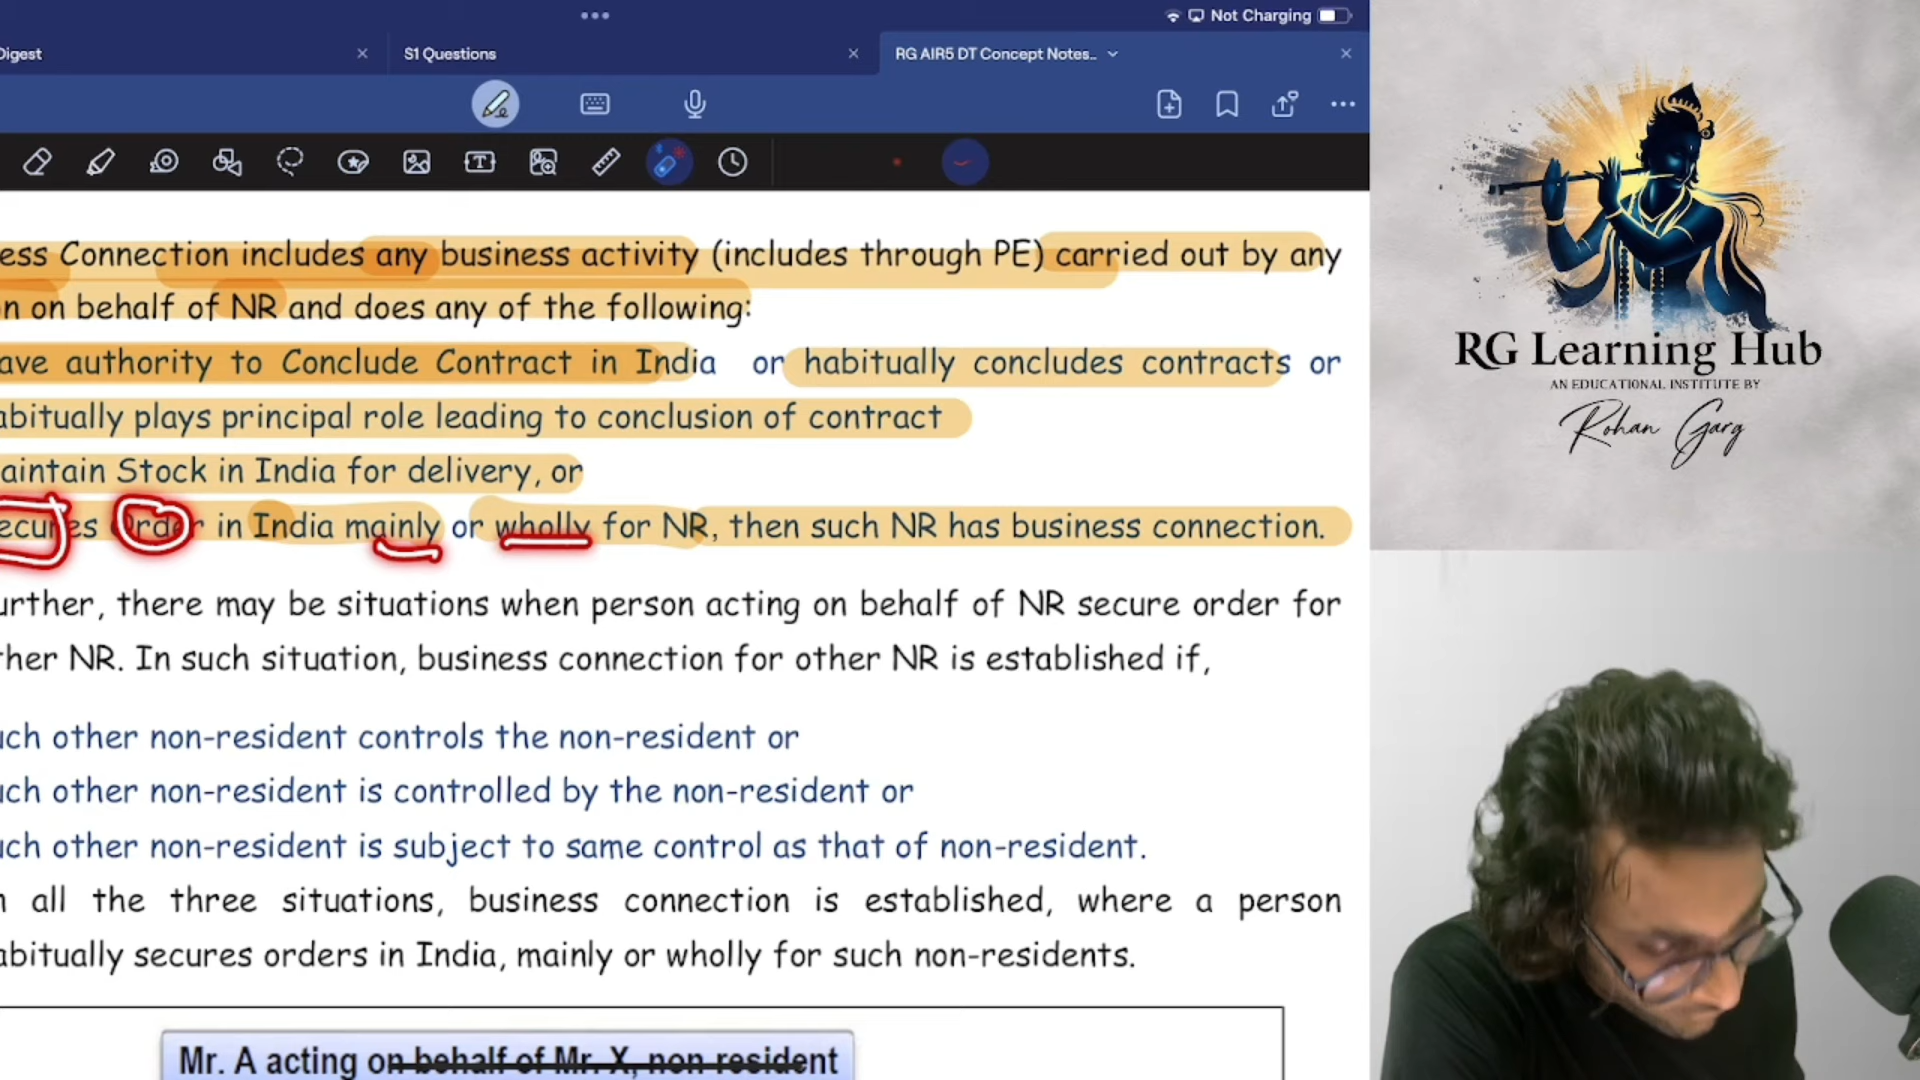 Not Charging
Digest
S1 Questions
RG AIR5 DT Concept Notes..
ess Connection includes any business activity (includes through PE) carried out by any
n on behalf of NR and does any of the following:
ave authority to Conclude Contract in India or habitually concludes contracts or
abitually plays principal role leading to conclusion of contract
aintain Stock in India for delivery, or
ecures Order in India mainly or wholly for NR, then such NR has business connection.
urther, there may be situations when person acting on behalf of NR secure order for
ther NR. In such situation, business connection for other NR is established if,
uch other non-resident controls the non-resident or
uch other non-resident is controlled by the non-resident or
uch other non-resident is subject to same control as that of non-resident.
n all the three situations, business connection is established, where a person
abitually secures orders in India, mainly or wholly for such non-residents.
Mr. A acting on behalf of Mr. X, non resident
RG Learning Hub
AN EDUCATIONAL INSTITUTE BY
Rohan Garg